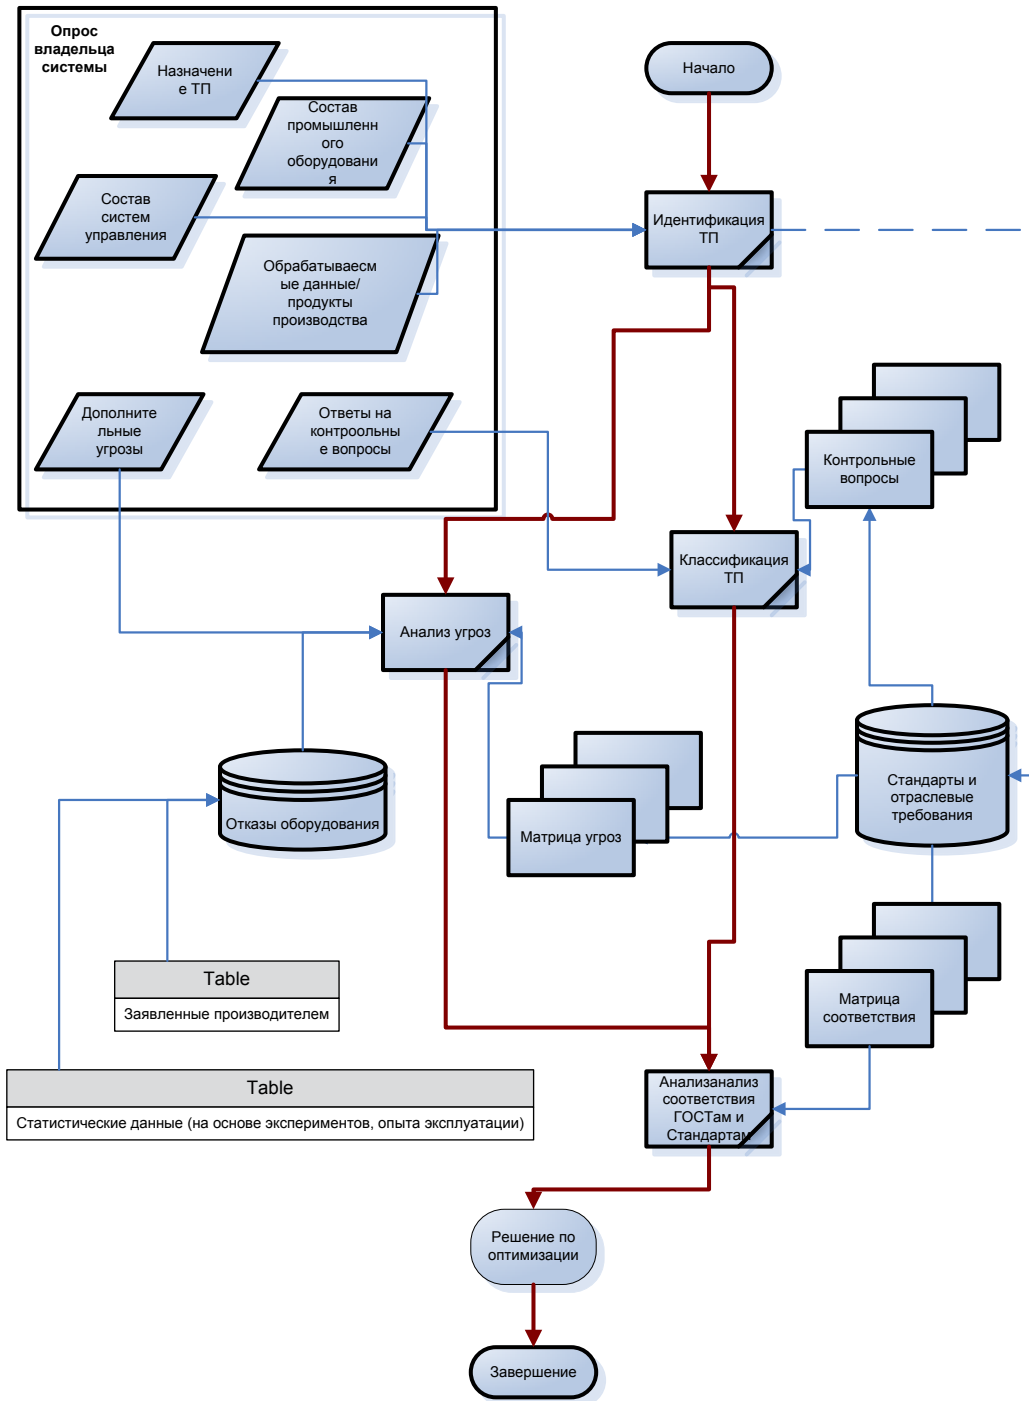 Опрос
владельца
системы
Назначени
е ТП
Состав
промышленн
ого
оборудовани
я
Состав
систем
управления
Обрабатываесм
ые данные/
продукты
производства
Дополните
льные
угрозы
Ответы на
контроольны
е вопросы
Начало
Идентификация
ТП
Контрольные
вопросы
Классификация
ТП
Анализ угроз
Стандарты и
отраслевые
требования
Отказы оборудования
Матрица угроз
Table
Заявленные производителем
Матрица
соответствия
Table
Статистические данные (на основе экспериментов, опыта эксплуатации)
Анализанализ
соответствия
ГОСТам и
Стандартам
Решение по
оптимизации
Завершение